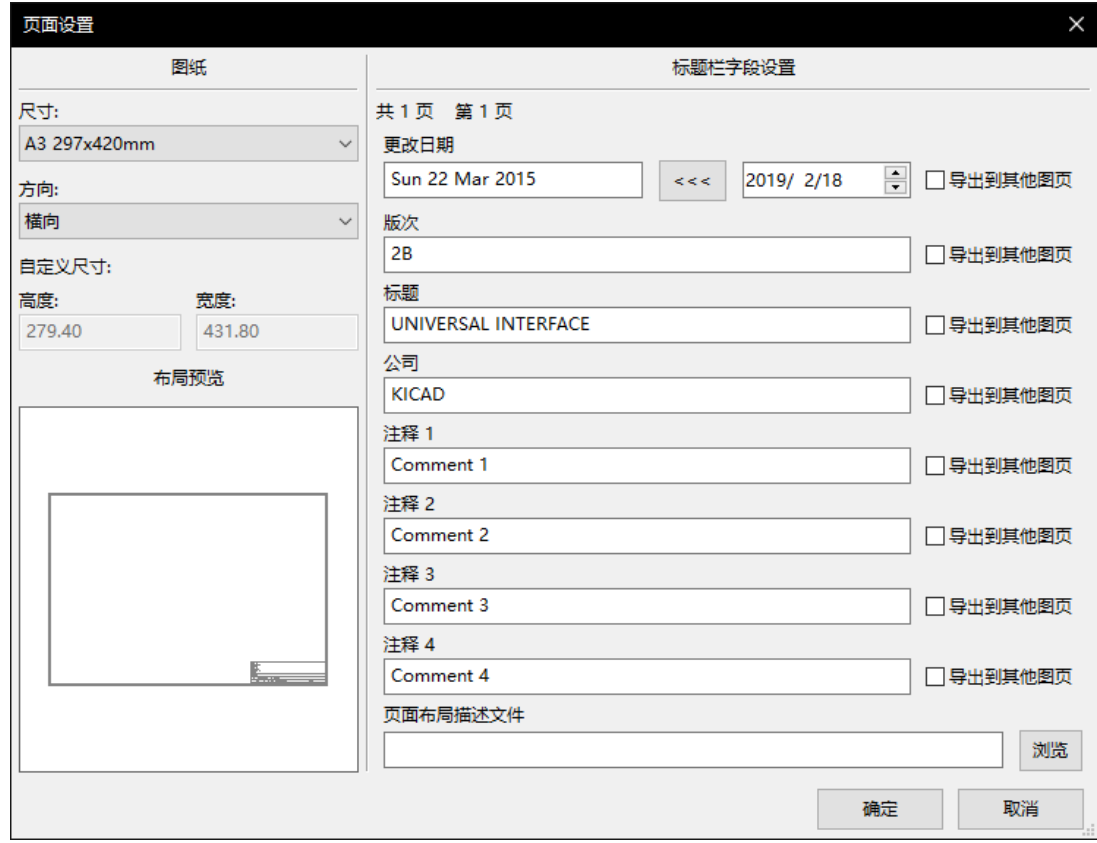 页面设置
图纸
尺寸:
A3 297x420mm
方向:
横向
自定义尺寸:
高度: 宽度:
279.40 431.80
布局预览
标题栏字段设置
共 1 页 第 1 页
更改日期
Sun 22 Mar 2015 <<< 2019/ 2/18 导出到其他图页
版次
2B 导出到其他图页
标题
UNIVERSAL INTERFACE 导出到其他图页
公司
KICAD 导出到其他图页
注释 1
Comment 1 导出到其他图页
注释 2
Comment 2 导出到其他图页
注释 3
Comment 3 导出到其他图页
注释 4
Comment 4 导出到其他图页
页面布局描述文件
浏览
确定 取消